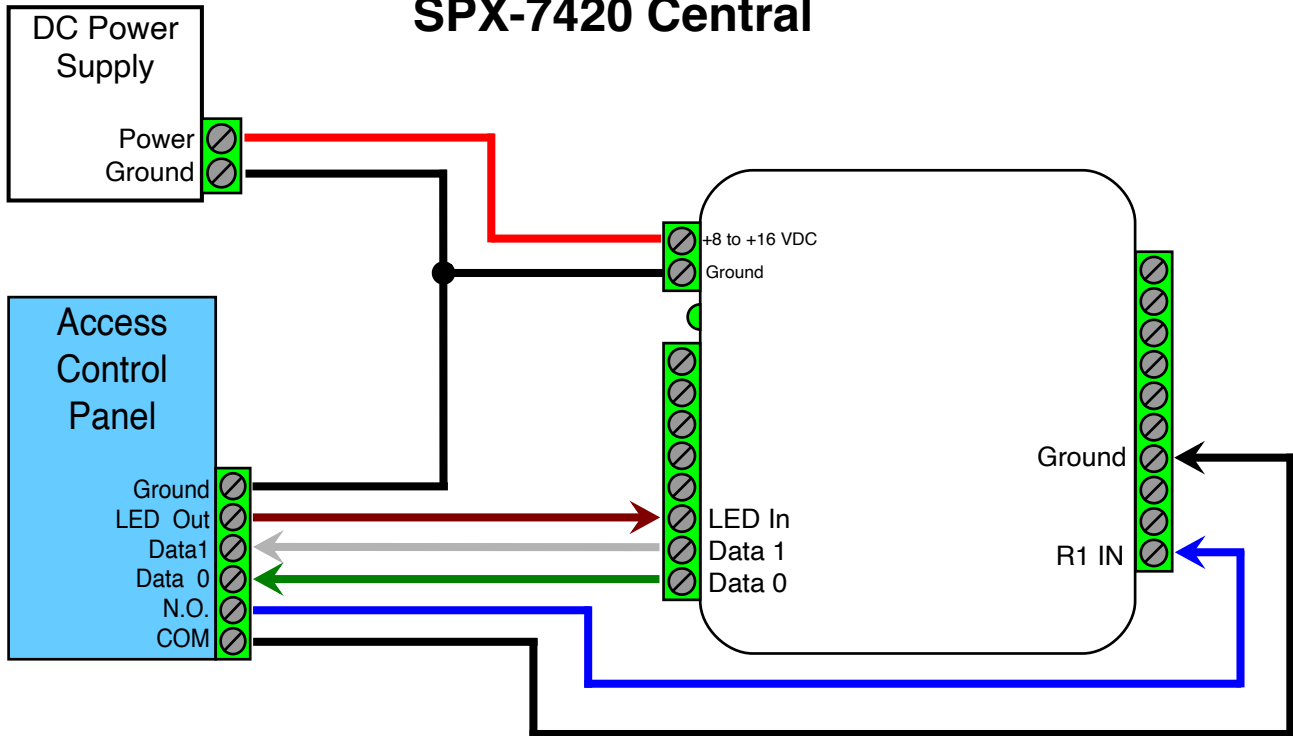 SPX-7420 Central
DC Power
Supply
Power
Ground
+8 to +16 VDC
Ground
Access
Control
Panel
Ground
LED Out
Data1
Data 0
N.O.
COM
LED In
Data 1
Data 0
Ground
R1 IN